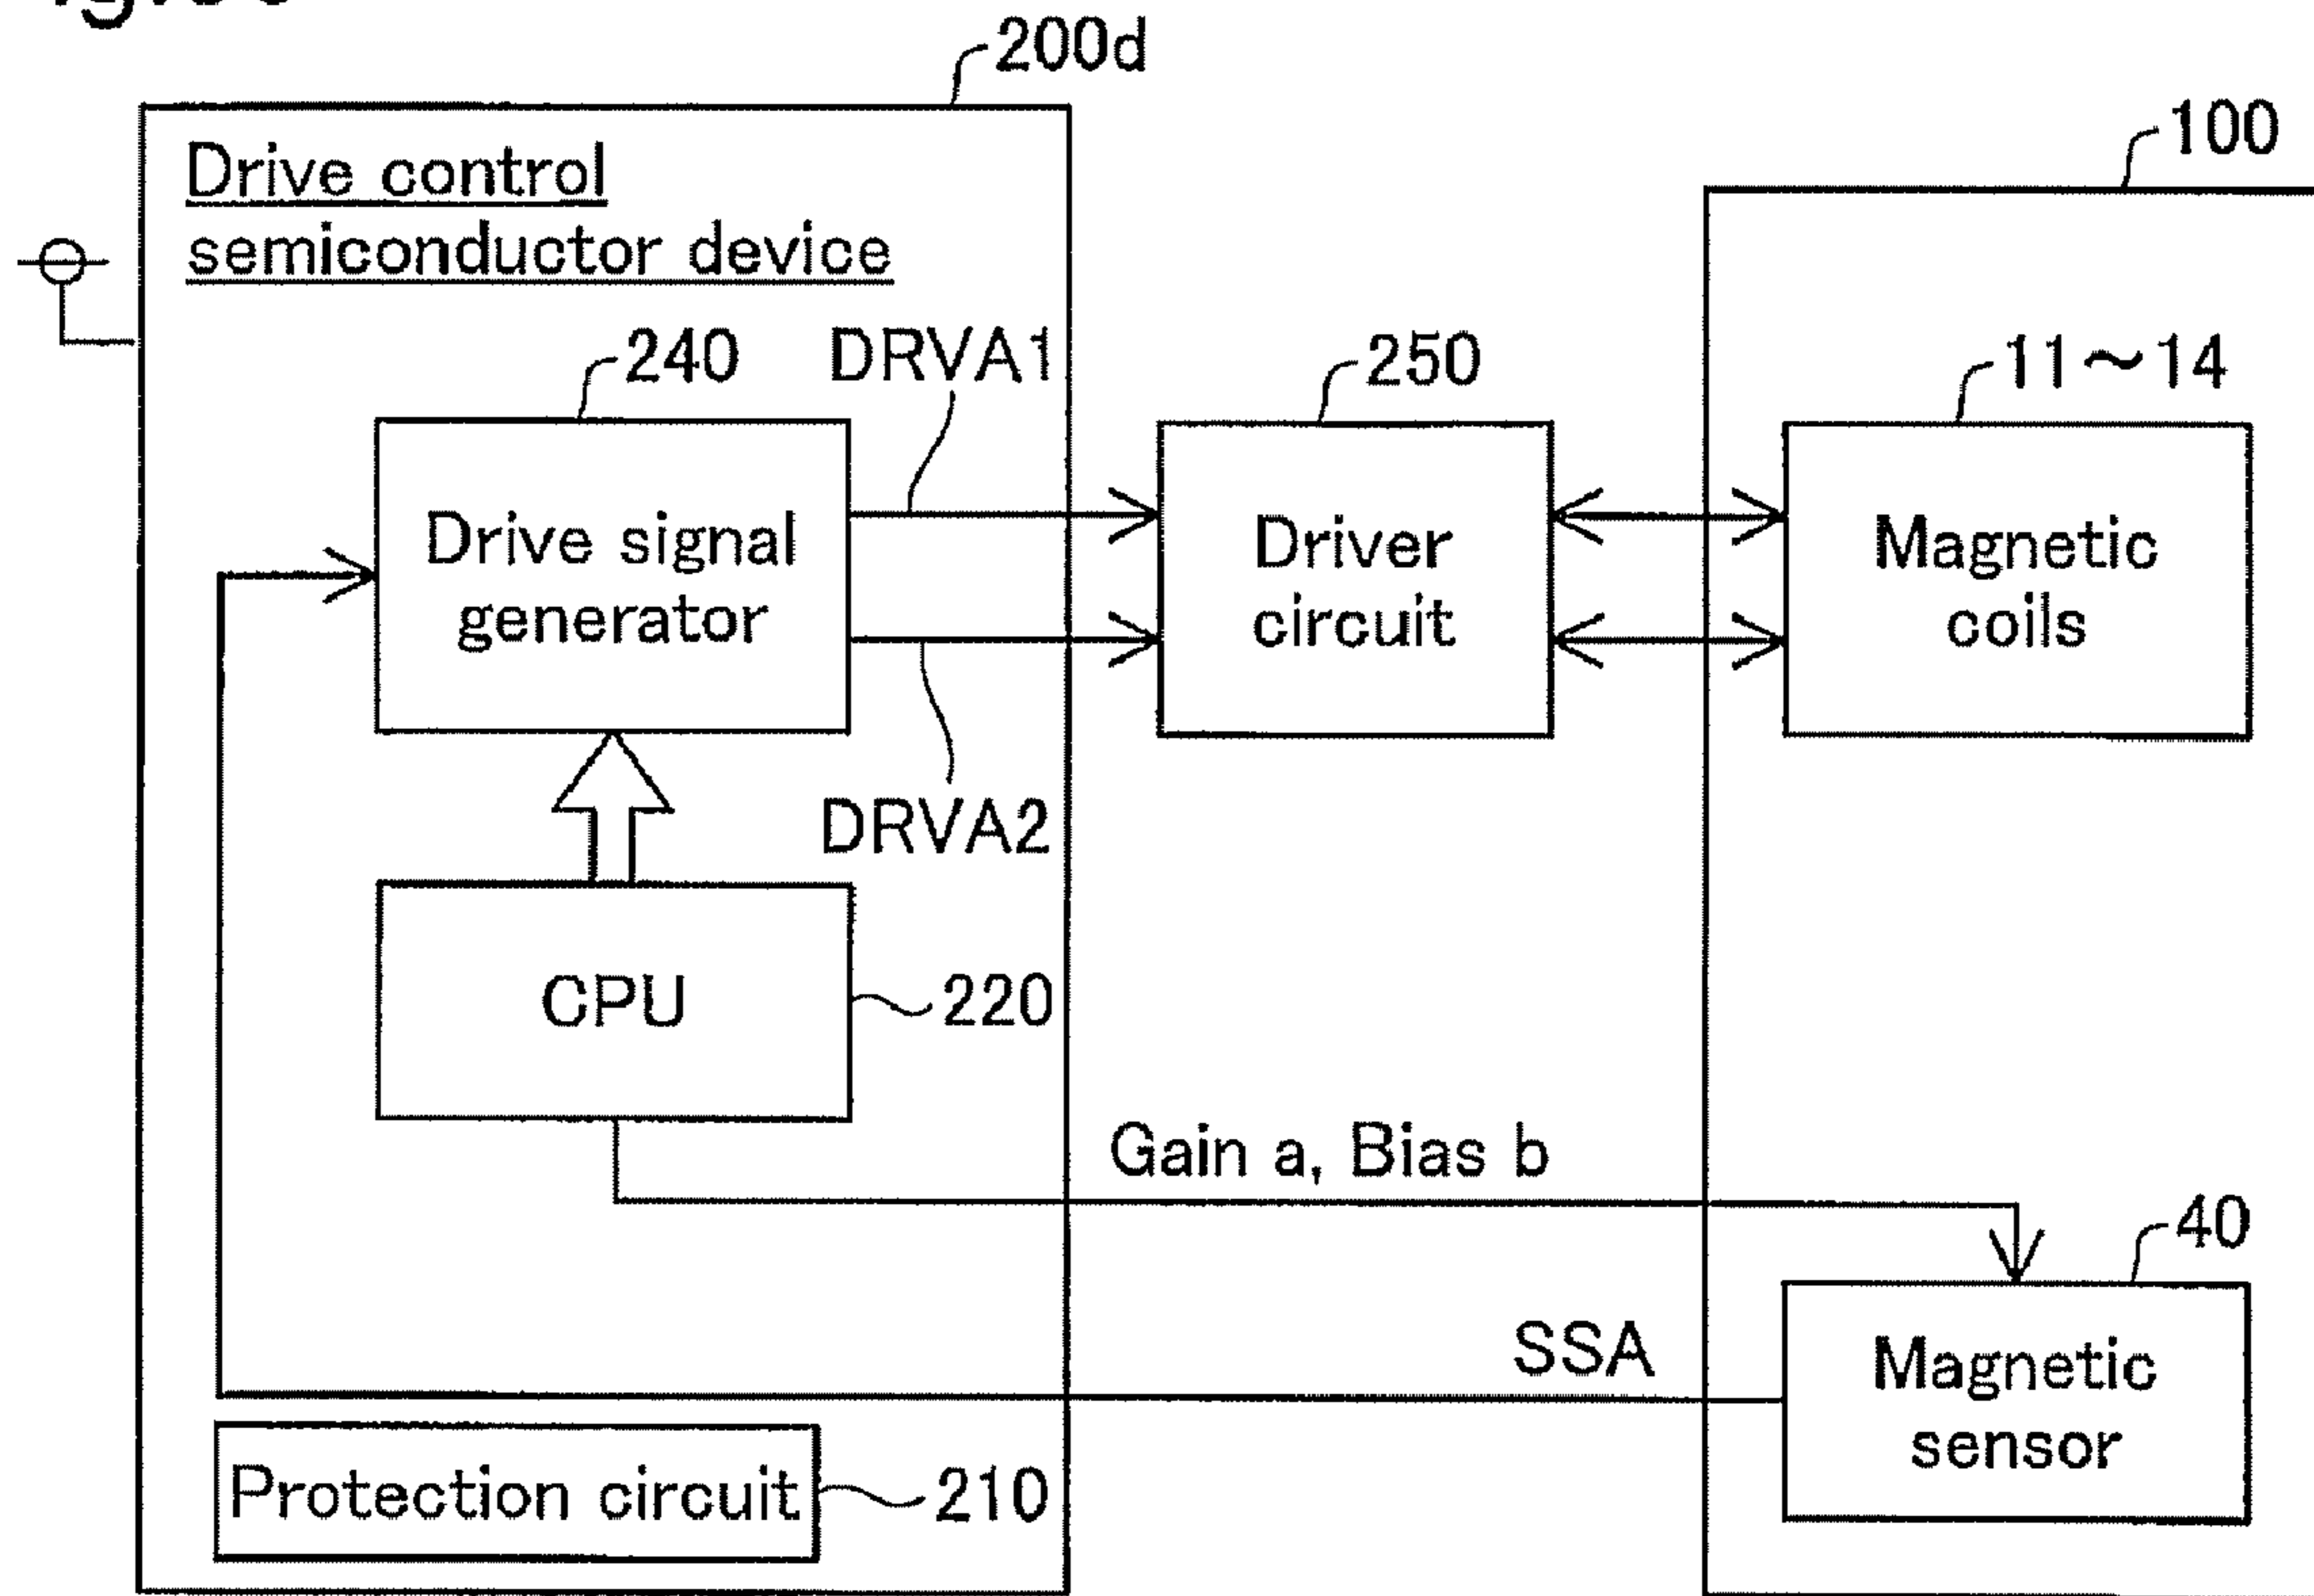 200d
100
Drive control
semiconductor device
240
DRVA1
250
11~14
Drive signal
generator
Driver
circuit
Magnetic
coils
DRVA2
CPU
220
Gain a, Bias b
40
SSA
Magnetic
sensor
Protection circuit
210